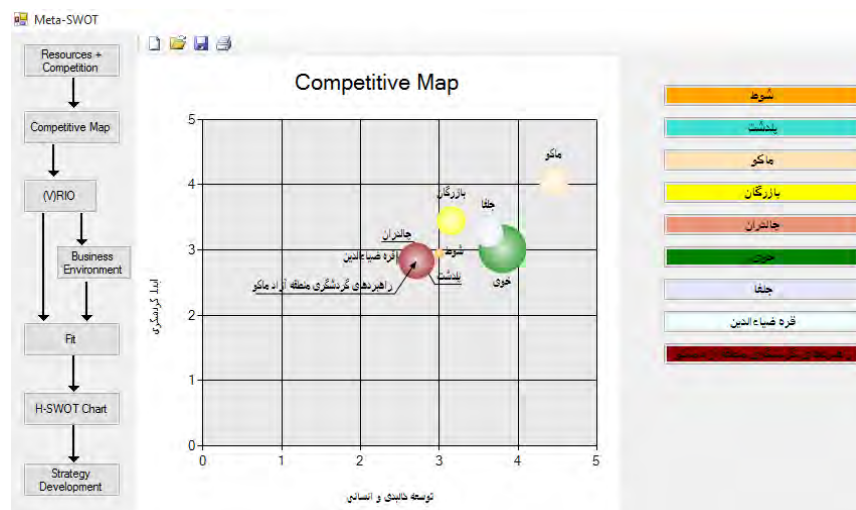 Meta-SWOT
Resources +
Competition
Competitive Map
(V)RIO
Business
Environment
Fit
H-SWOT Chart
Strategy
Development
Competitive Map
5
4
3
2
1
0
0
1
2
3
4
5
ماکو
بازرگان
جلفا
چالدران
قره ضیاءالدین
شوط
پلدشت
خوی
راهبردهای گردشگری منطقه آزاد ماکو
گردشگری
توسعه کالبدی و انسانی
شوط
پلدشت
ماکو
بازرگان
چالدران
خوی
جلفا
قره ضیاءالدین